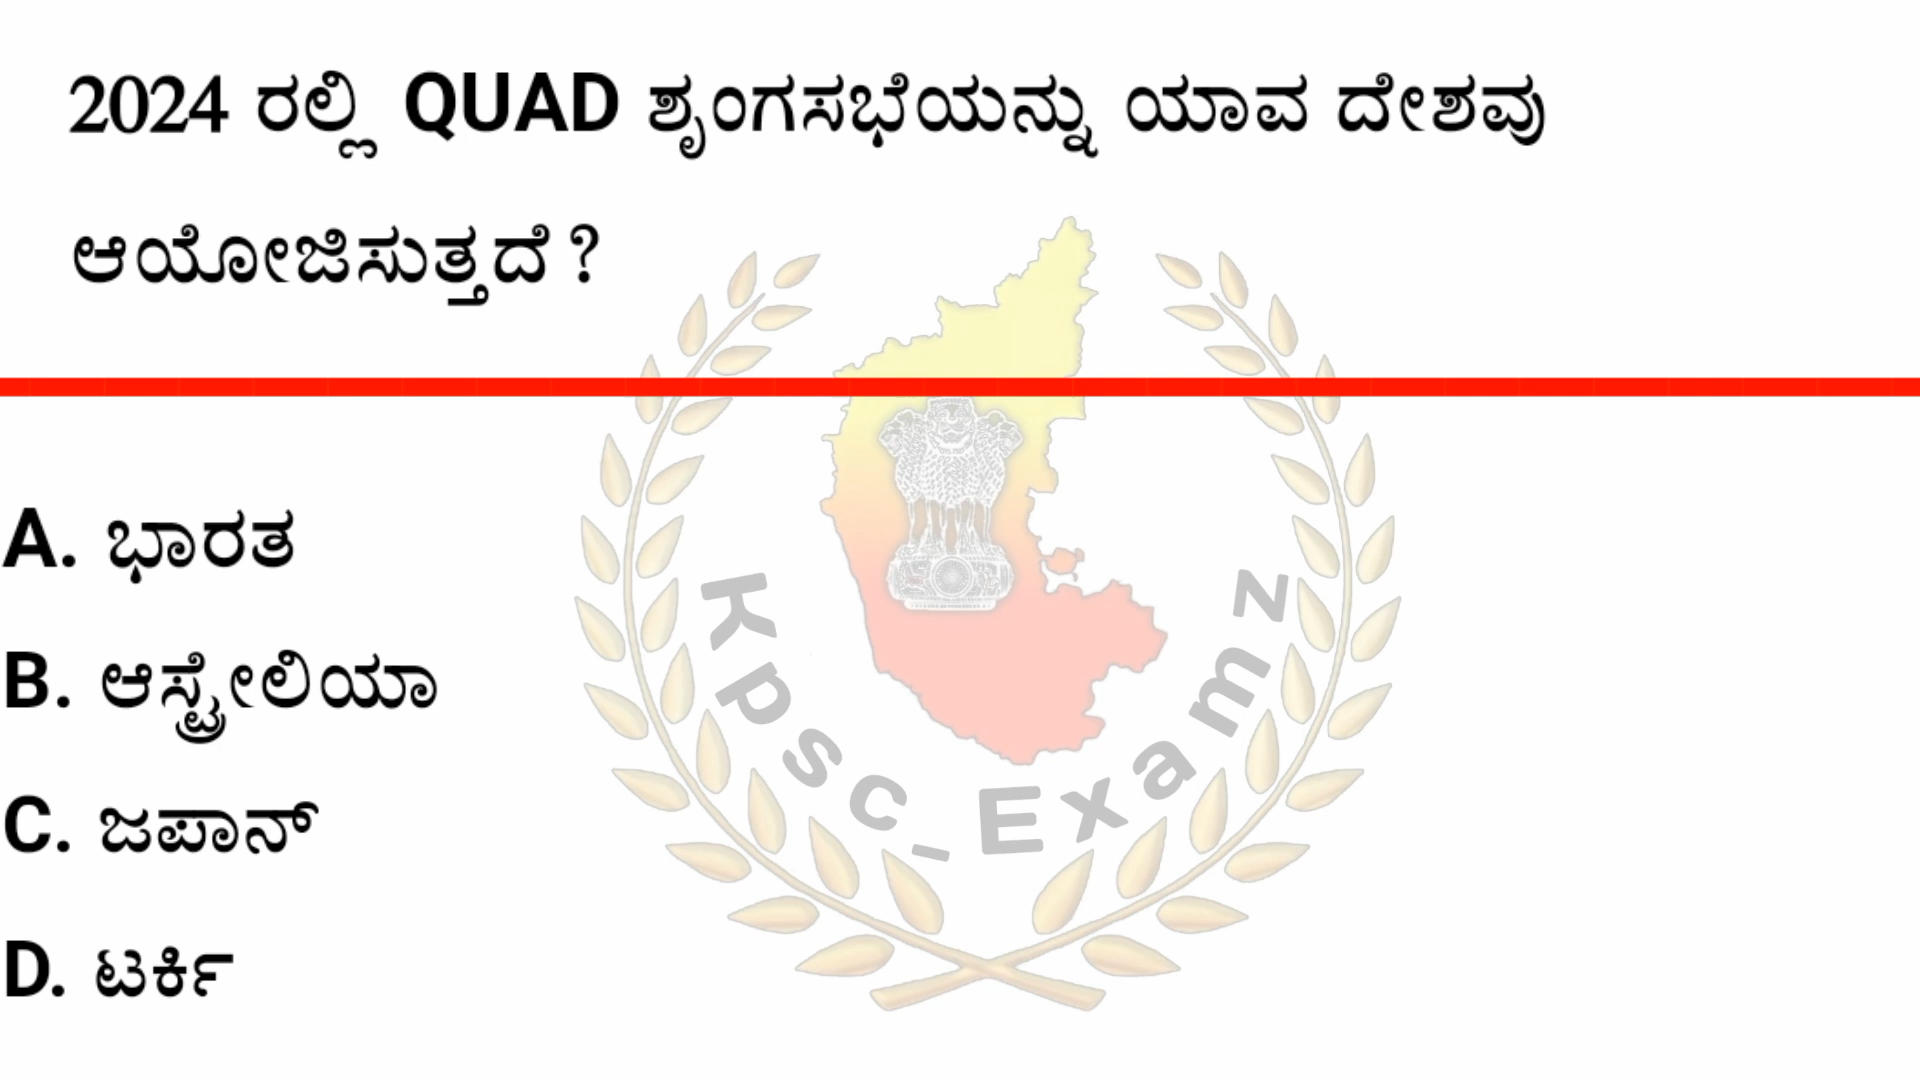 2024 ರಲ್ಲಿ QUAD ಶೃಂಗಸಭೆಯನ್ನು ಯಾವ ದೇಶವು
ಆಯೋಜಿಸುತ್ತದೆ ?
A. ಭಾರತ
B. ಆಸ್ಟ್ರೇಲಿಯಾ
C. ಜಪಾನ್
D. ಟರ್ಕಿ
Kpsc_Examz